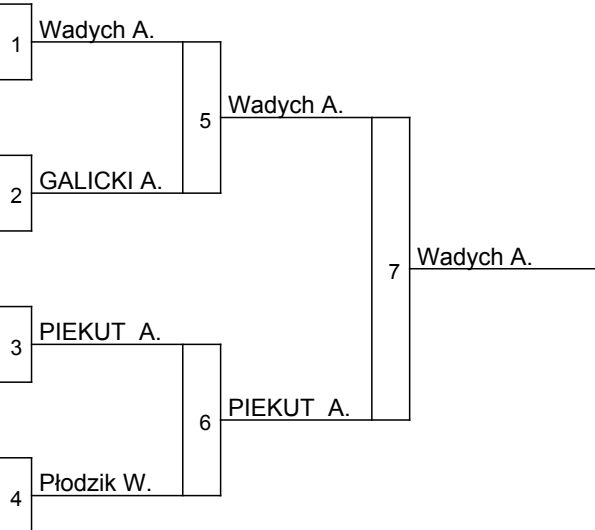 1 Wadych A.
5 Wadych A.
2 GALICKI A.
7 Wadych A.
3 PIEKUT A.
6 PIEKUT A.
4 Płodzik W.